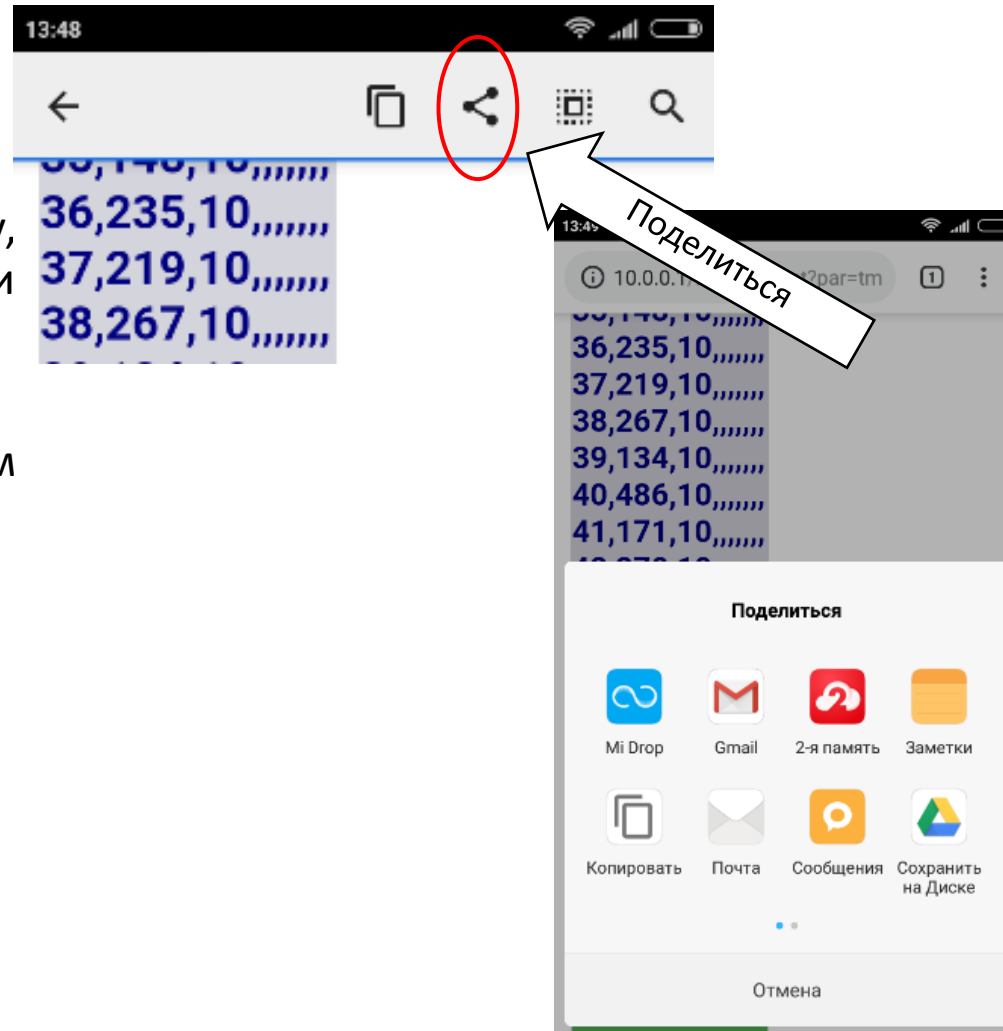 13:48
36,235,10,,,,,,,
37,219,10,,,,,,,
38,267,10,,,,,,,
у,
и
м
Поделиться
13:49
10.0.0.1
t?par=tm
1
36,235,10,,,,,,,
37,219,10,,,,,,,
38,267,10,,,,,,,
39,134,10,,,,,,,
40,486,10,,,,,,,
41,171,10,,,,,,,
Поделиться
Mi Drop
Gmail
2-я память
Заметки
Копировать
Почта
Сообщения
Сохранить
на Диске
Отмена